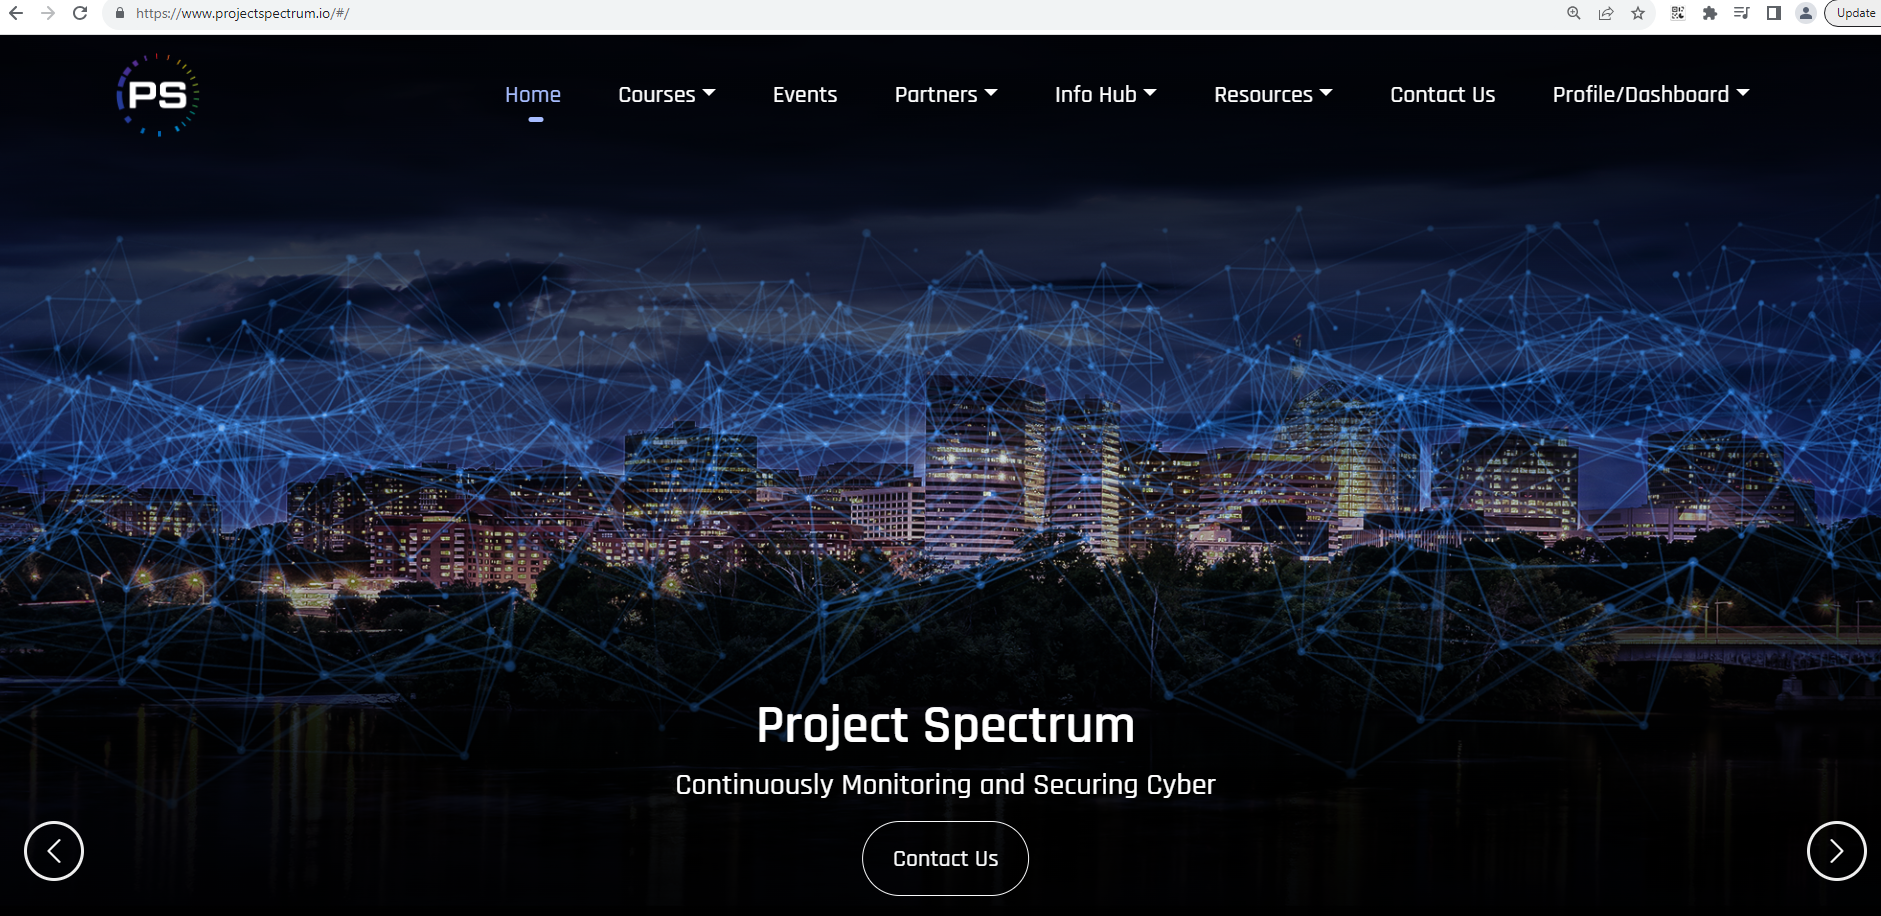 https://www.projectspectrum.io/#/
Update
PS
Home Courses Events Partners Info Hub Resources Contact Us Profile/Dashboard
Project Spectrum
Continuously Monitoring and Securing Cyber
Contact Us